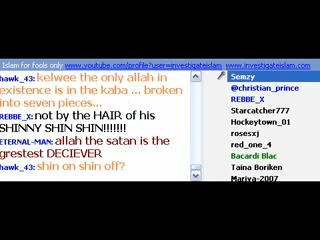 Islam for fools only www.youtube.com/profile?user=investigateislam www.investigateislam.com
hawk_43: kelwee the only allah in
existence is in the kaba ... broken
into seven pieces...
REBBE_X: not by the HAIR of his
SHINNY SHIN SHIN!!!!!!!
ETERNAL-MAN: allah the satan is the
grestest DECIEVER
hawk_43: shin on shin off?
Semzy
@christian_prince
REBBE_X
Starcatcher777
Hockeytown_01
rosesxj
red_one_4
Bacardi Blac
Taina Boriken
Mariya-2007